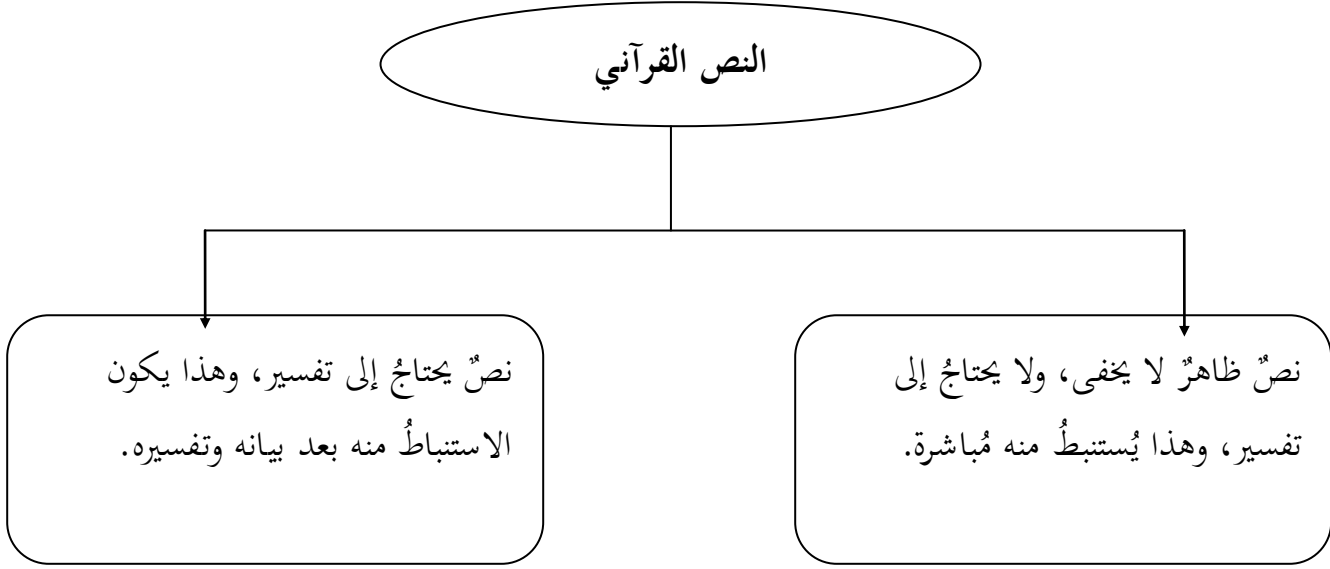 النص القرآني
نصٌ ظاهرٌ لا يخفى، ولا يحتاجُ إلى
تفسير، وهذا يُستنبطُ منه مُباشرة.
نصٌ يحتاجُ إلى تفسير، وهذا يكون
الاستنباطُ منه بعد بيانه وتفسيره.